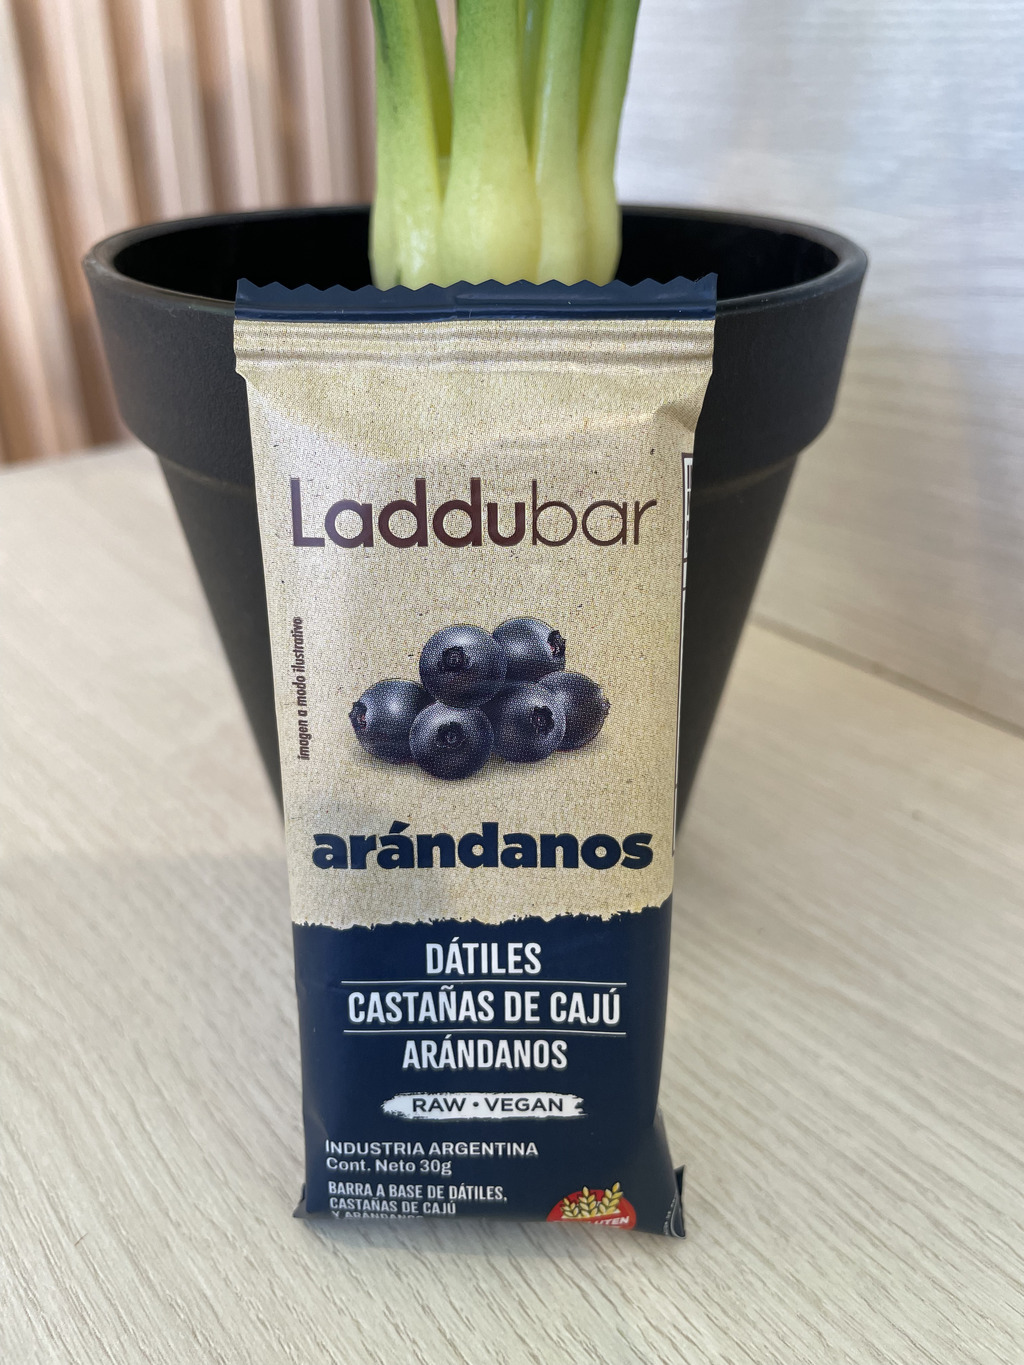 Laddubar
imagen a modo ilustrativo
arándanos
DÁTILES
CASTAÑAS DE CAJÚ
ARÁNDANOS
RAW • VEGAN
INDUSTRIA ARGENTINA
Cont. Neto 30g
BARRA A BASE DE DÁTILES,
CASTAÑAS DE CAJÚ
Y ARÁNDANOS